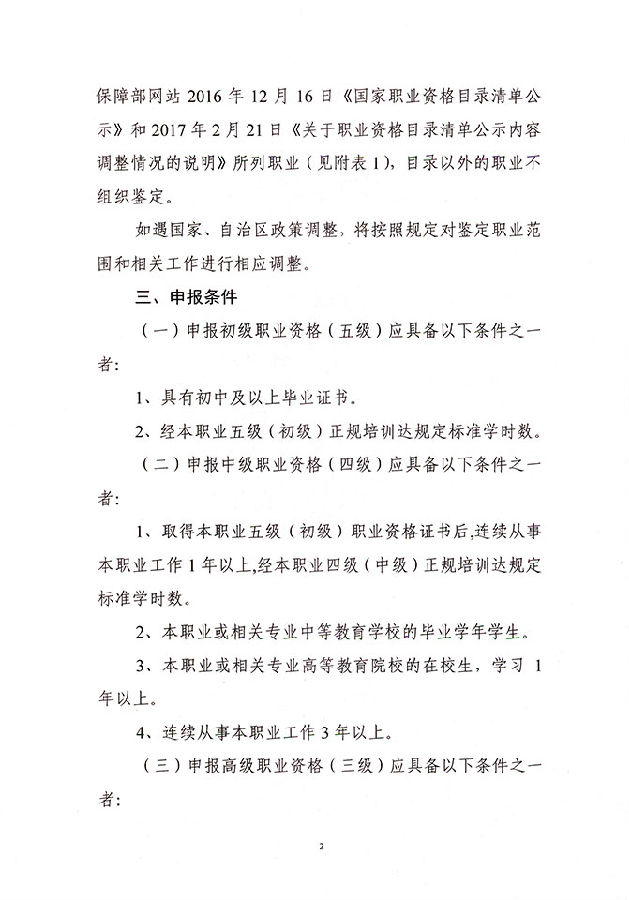 保障部网站 2016 年 12 月 16 日《国家职业资格目录清单公
示》和 2017 年 2 月 21 日《关于职业资格目录清单公示内容
调整情况的说明》所列职业（见附表 1），目录以外的职业不
组织鉴定。
如遇国家、自治区政策调整，将按照规定对鉴定职业范
围和相关工作进行相应调整。
三、申报条件
（一）申报初级职业资格（五级）应具备以下条件之一
者：
1、具有初中及以上毕业证书。
2、经本职业五级（初级）正规培训达规定标准学时数。
（二）申报中级职业资格（四级）应具备以下条件之一
者：
1、取得本职业五级（初级）职业资格证书后,连续从事
本职业工作 1 年以上,经本职业四级（中级）正规培训达规定
标准学时数。
2、本职业或相关专业中等教育学校的毕业学年学生。
3、本职业或相关专业高等教育院校的在校生，学习 1
年以上。
4、连续从事本职业工作 3 年以上。
（三）申报高级职业资格（三级）应具备以下条件之一
者：
2